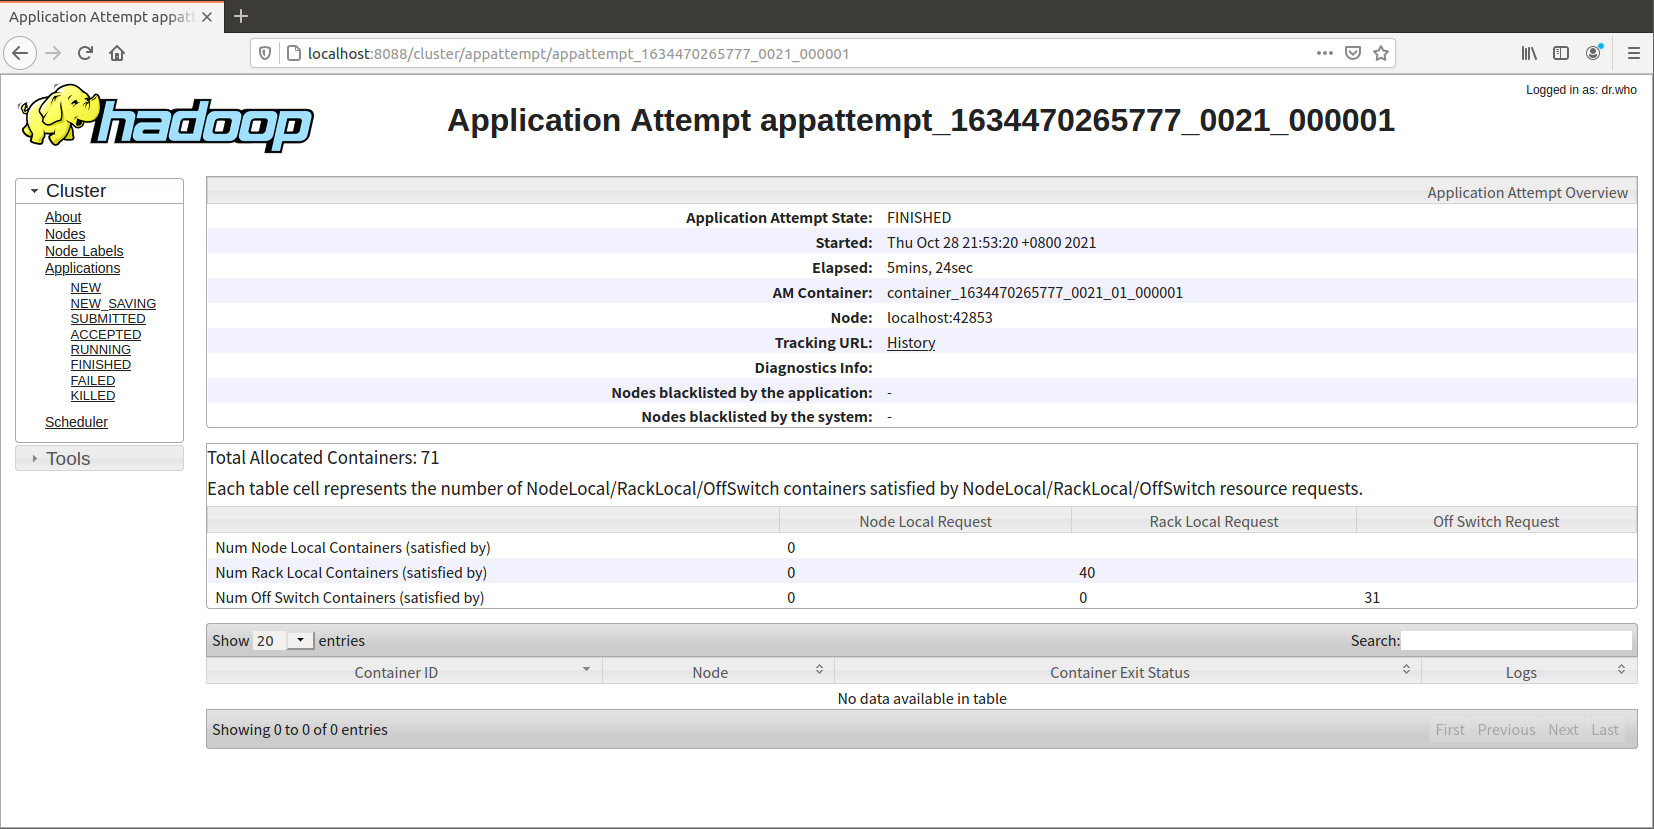 Application Attempt appat
localhost:8088/cluster/appattempt/appattempt_1634470265777_0021_000001
Logged in as: dr.who
hadoop
Application Attempt appattempt_1634470265777_0021_000001
Cluster
About
Nodes
Node Labels
Applications
NEW
NEW_SAVING
SUBMITTED
ACCEPTED
RUNNING
FINISHED
FAILED
KILLED
Scheduler
Tools
Application Attempt Overview
Application Attempt State: FINISHED
Started: Thu Oct 28 21:53:20 +0800 2021
Elapsed: 5mins, 24sec
AM Container: container_1634470265777_0021_01_000001
Node: localhost:42853
Tracking URL: History
Diagnostics Info:
Nodes blacklisted by the application: -
Nodes blacklisted by the system: -
Total Allocated Containers: 71
Each table cell represents the number of NodeLocal/RackLocal/OffSwitch containers satisfied by NodeLocal/RackLocal/OffSwitch resource requests.
Node Local Request Rack Local Request Off Switch Request
Num Node Local Containers (satisfied by) 0
Num Rack Local Containers (satisfied by) 0 40
Num Off Switch Containers (satisfied by) 0 0 31
Show 20 entries Search:
Container ID Node Container Exit Status Logs
No data available in table
Showing 0 to 0 of 0 entries First Previous Next Last